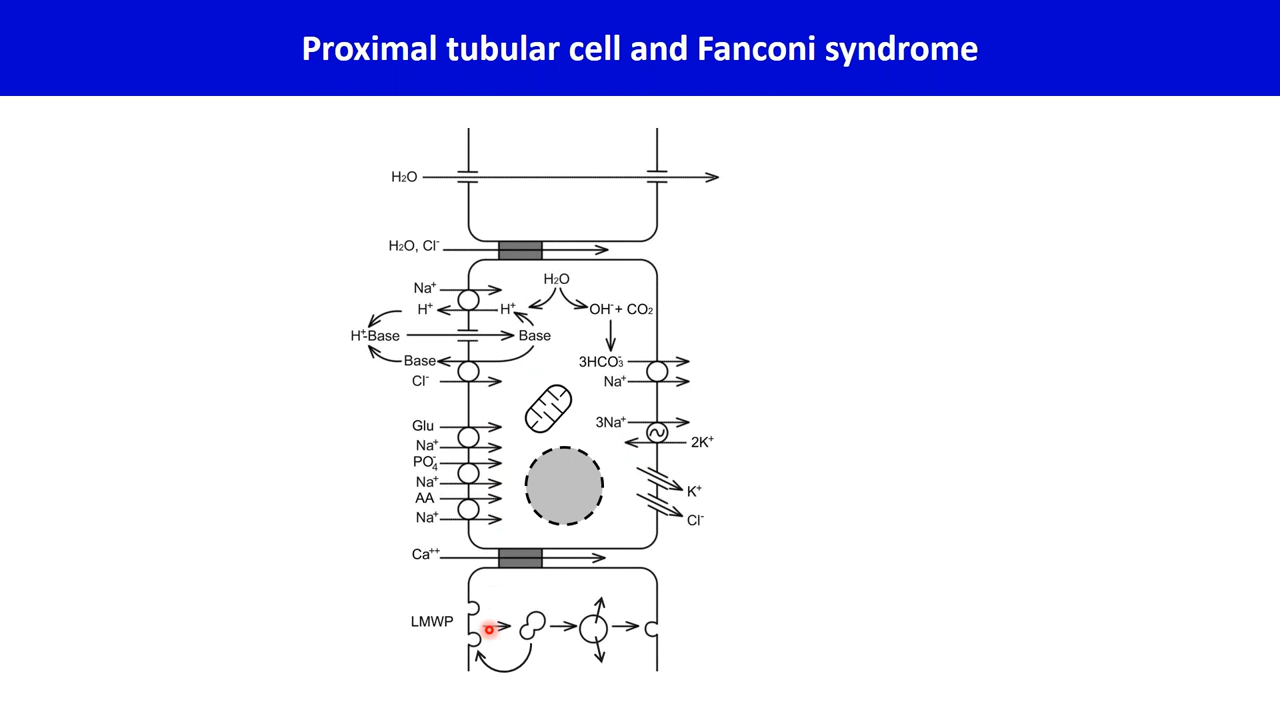 Proximal tubular cell and Fanconi syndrome
H₂O
H₂O, Cl⁻
H₂O
Na⁺
H⁺
H⁺
OH⁻+ CO₂
H⁺-Base
Base
Base
3HCO₃⁻
Cl⁻
Na⁺
Glu
3Na⁺
Na⁺
2K⁺
PO₄⁻
Na⁺
K⁺
AA
Na⁺
Cl⁻
Ca⁺⁺
LMWP